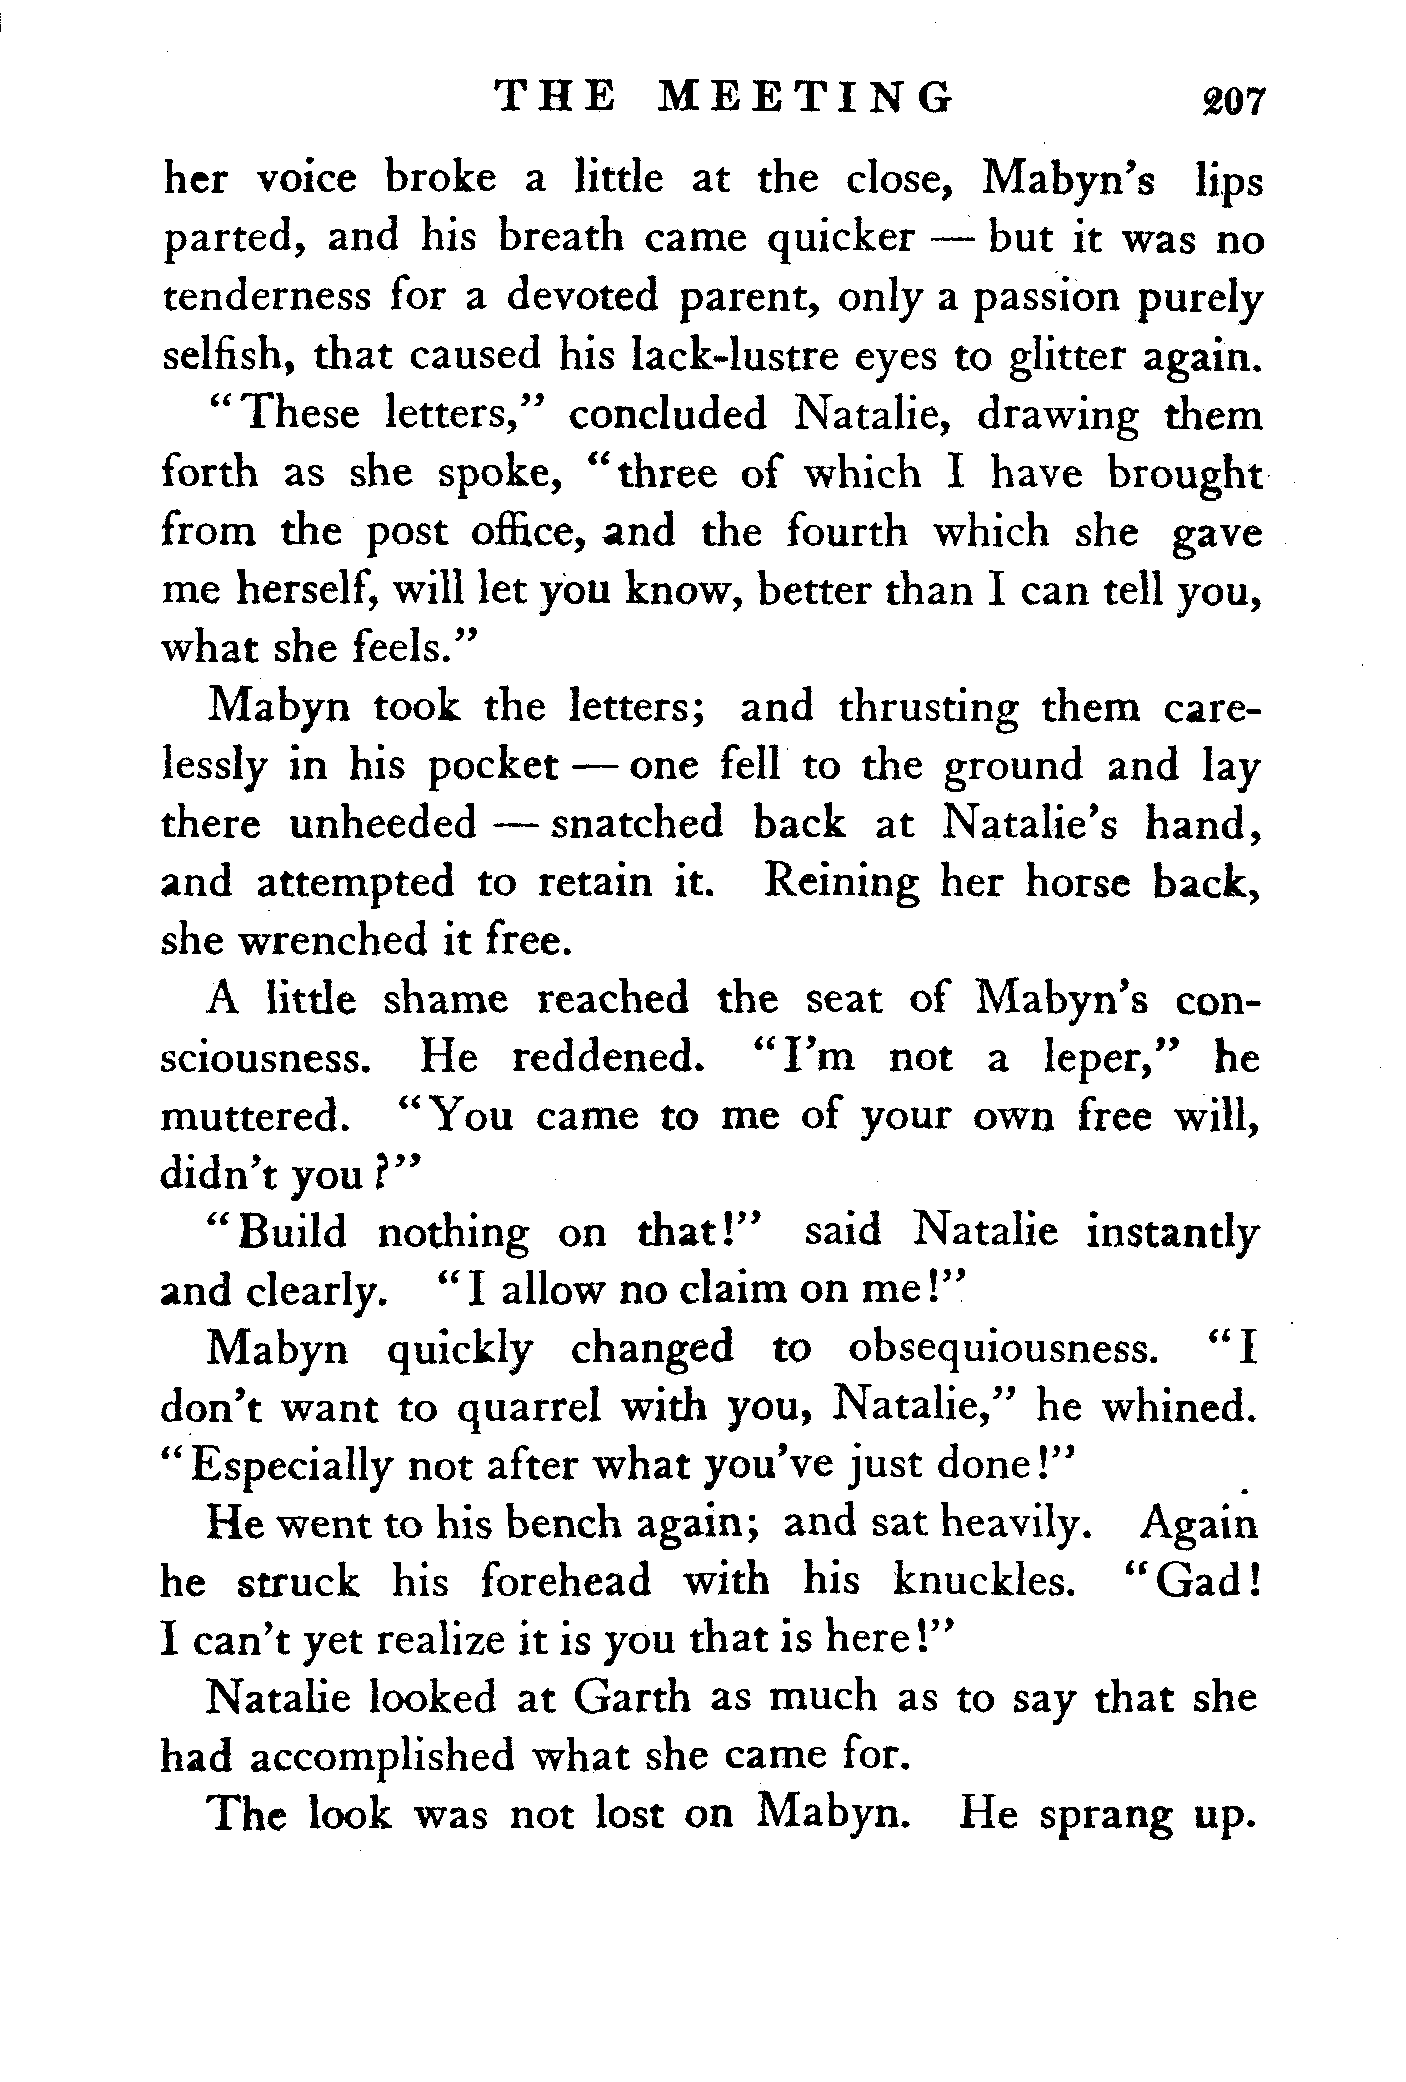 THE MEETING 207
her voice broke a little at the close, Mabyn's lips
parted, and his breath came quicker — but it was no
tenderness for a devoted parent, only a passion purely
selfish, that caused his lack-lustre eyes to glitter again.
"These letters," concluded Natalie, drawing them
forth as she spoke, "three of which I have brought
from the post office, and the fourth which she gave
me herself, will let you know, better than I can tell you,
what she feels."
Mabyn took the letters; and thrusting them care-
lessly in his pocket — one fell to the ground and lay
there unheeded — snatched back at Natalie's hand,
and attempted to retain it. Reining her horse back,
she wrenched it free.
A little shame reached the seat of Mabyn's con-
sciousness. He reddened. "I'm not a leper," he
muttered. "You came to me of your own free will,
didn't you?"
"Build nothing on that!" said Natalie instantly
and clearly. "I allow no claim on me!"
Mabyn quickly changed to obsequiousness. "I
don't want to quarrel with you, Natalie," he whined.
"Especially not after what you've just done!"
He went to his bench again; and sat heavily. Again
he struck his forehead with his knuckles. "Gad!
I can't yet realize it is you that is here!"
Natalie looked at Garth as much as to say that she
had accomplished what she came for.
The look was not lost on Mabyn. He sprang up.